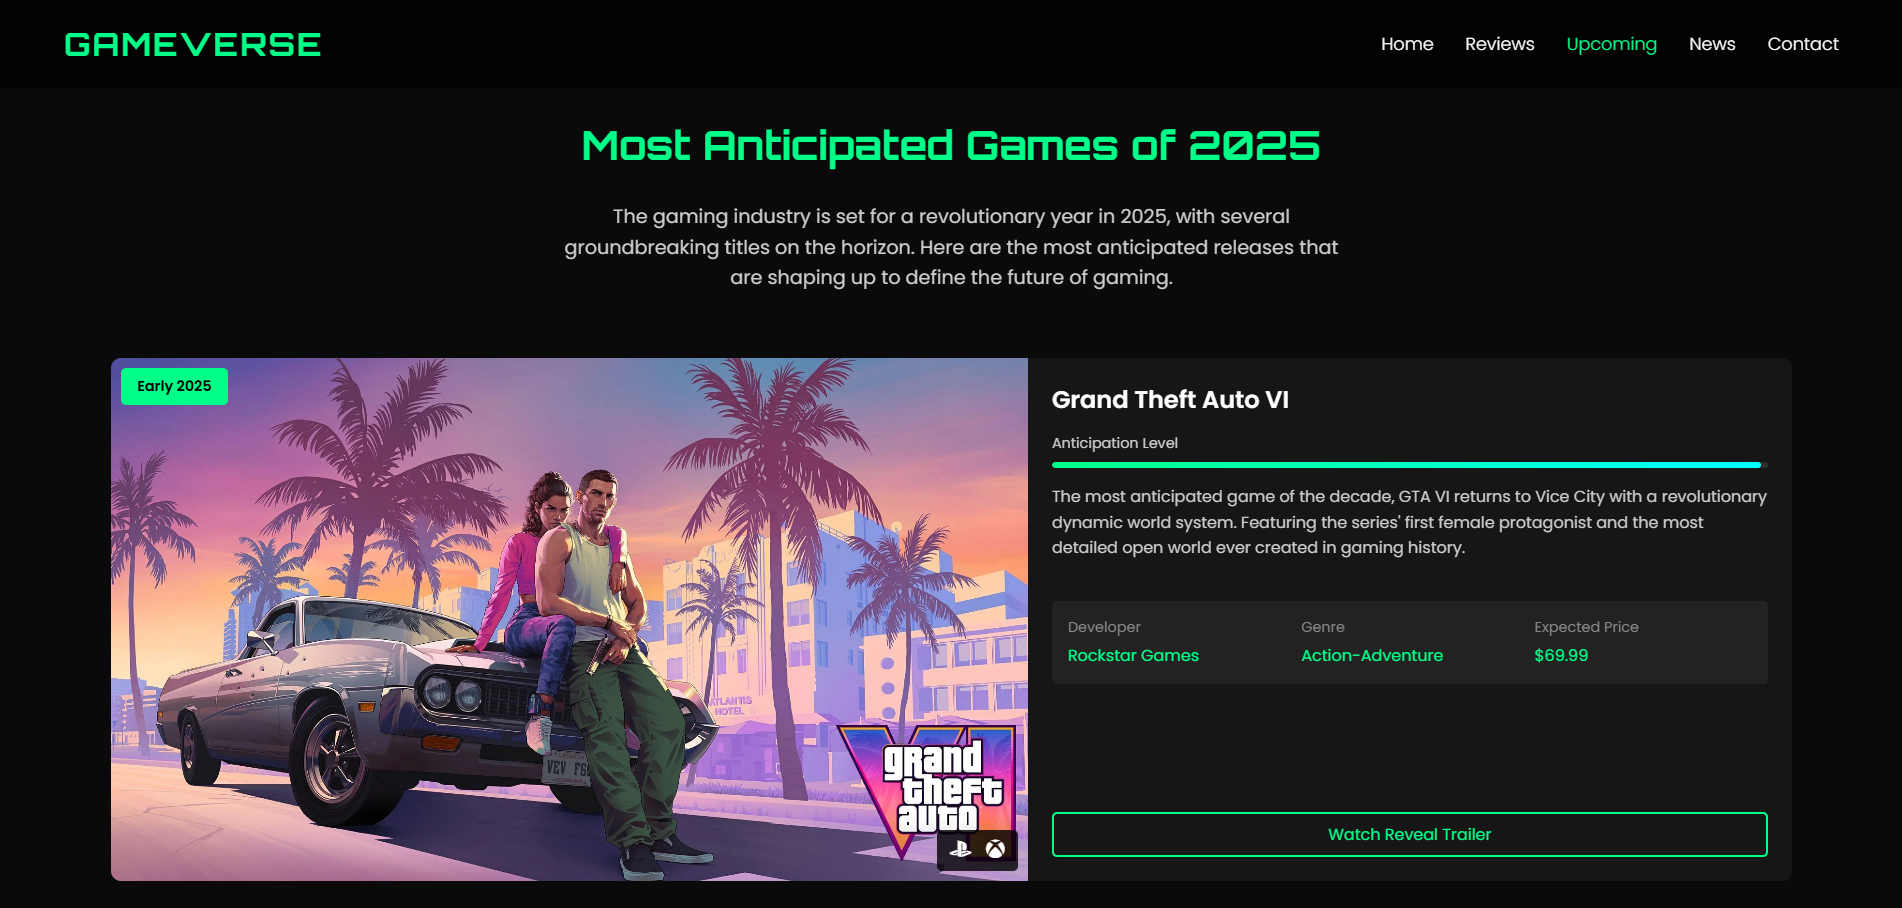 GAMEVERSE
Home Reviews Upcoming News Contact
Most Anticipated Games of 2025
The gaming industry is set for a revolutionary year in 2025, with several
groundbreaking titles on the horizon. Here are the most anticipated releases that
are shaping up to define the future of gaming.
Early 2025
ATLANTIS
HOTEL
VI
grand
theft
auto
Grand Theft Auto VI
Anticipation Level
The most anticipated game of the decade, GTA VI returns to Vice City with a revolutionary
dynamic world system. Featuring the series' first female protagonist and the most
detailed open world ever created in gaming history.
Developer Genre Expected Price
Rockstar Games Action-Adventure $69.99
Watch Reveal Trailer